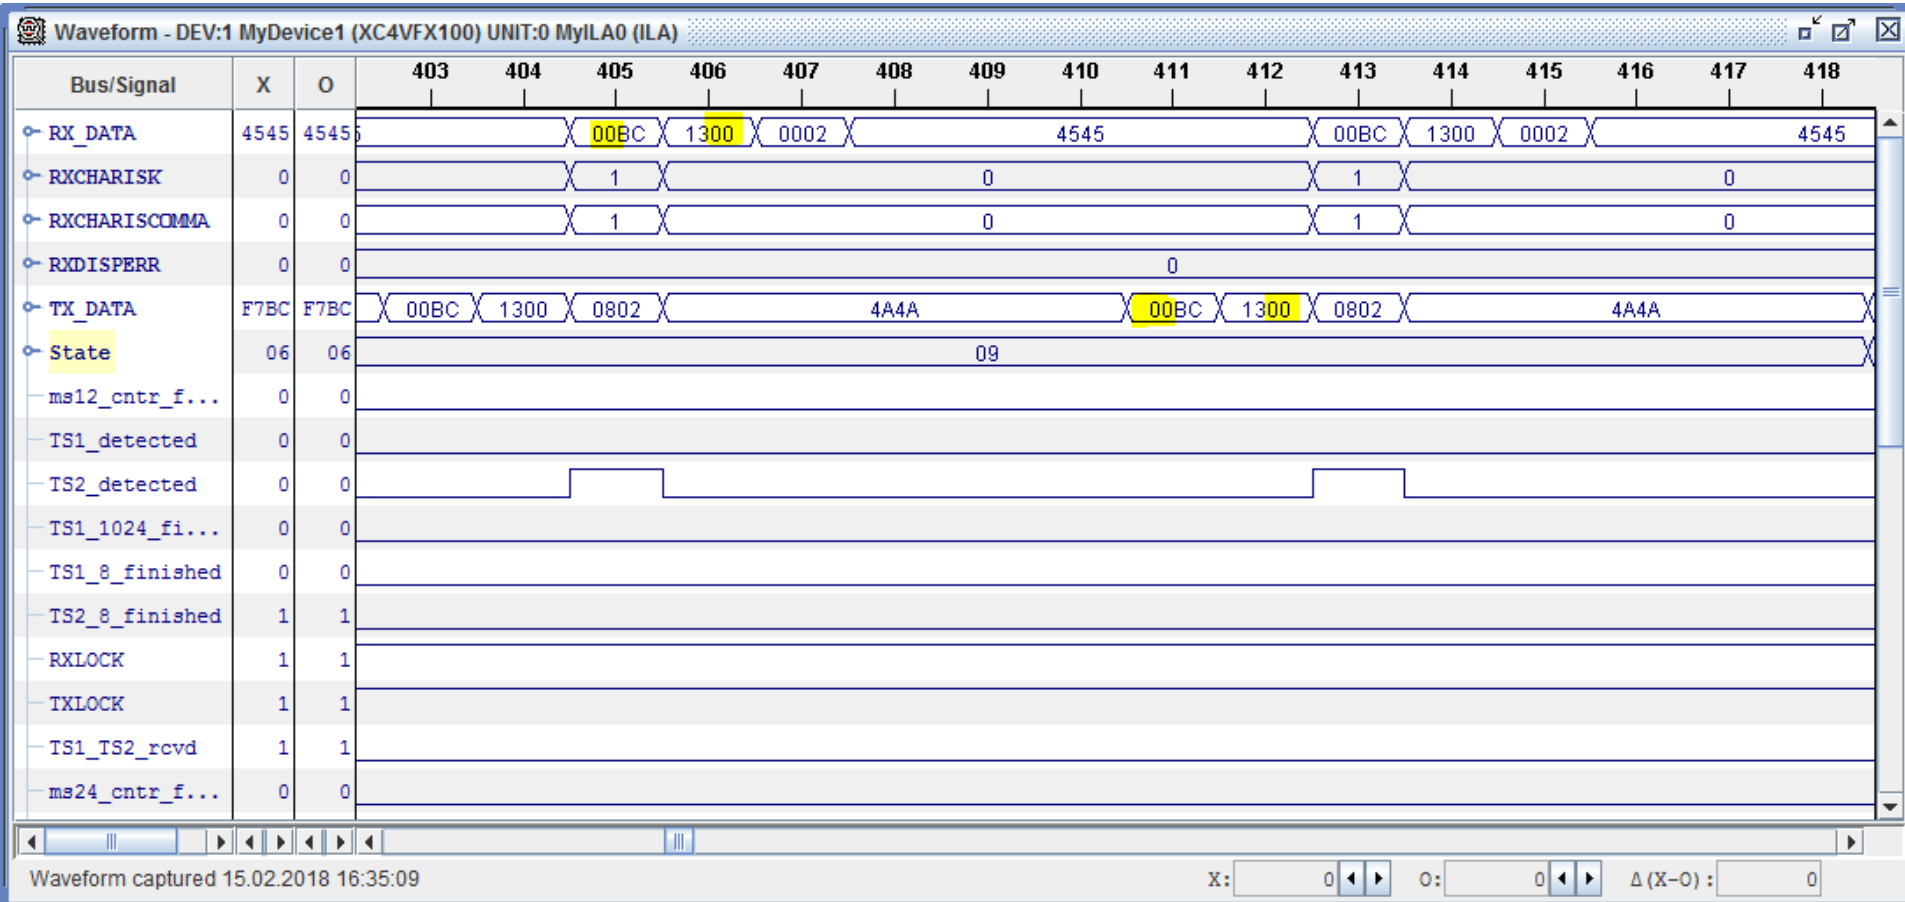 Waveform - DEV:1 MyDevice1 (XC4VFX100) UNIT:0 MyILA0 (ILA)
Bus/Signal X O 403 404 405 406 407 408 409 410 411 412 413 414 415 416 417 418
RX_DATA 4545 4545 5 00BC 1300 0002 4545 00BC 1300 0002 4545
RXCHARISK 0 0 1 0 1 0
RXCHARISCOMMA 0 0 1 0 1 0
RXDISPERR 0 0 0
TX_DATA F7BC F7BC 00BC 1300 0802 4A4A 00BC 1300 0802 4A4A
State 06 06 09
ms12_cntr_f... 0 0
TS1_detected 0 0
TS2_detected 0 0
TS1_1024_fi... 0 0
TS1_8_finished 0 0
TS2_8_finished 1 1
RXLOCK 1 1
TXLOCK 1 1
TS1_TS2_rcvd 1 1
ms24_cntr_f... 0 0
Waveform captured 15.02.2018 16:35:09 X: 0 O: 0 Δ(X-O) : 0